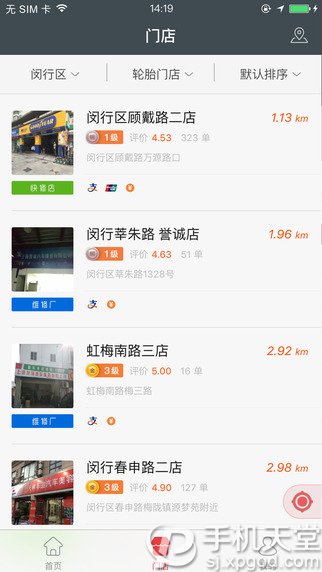 无 SIM 卡 14:19
门店
闵行区 轮胎门店 默认排序
闵行区顾戴路二店 1.13 km
1级 评价 4.53 323 单
闵行区顾戴路万源路口
快修店
闵行莘朱路 誉诚店 1.96 km
1级 评价 4.63 51 单
闵行区莘朱路1328号
维修厂
虹梅南路三店 2.92 km
3级 评价 5.00 16 单
虹梅南路梅三路
维修厂
闵行春申路二店 2.98 km
3级 评价 4.90 127 单
闵行区春申路梅陇镇源梦苑附近
首页 门店
手机天堂
sj.xpgod.com